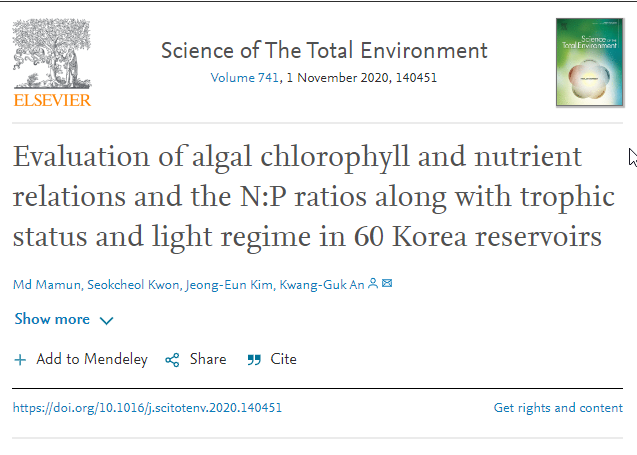 Science of The Total Environment
Volume 741, 1 November 2020, 140451
ELSEVIER
Science of the
Total Environment
Evaluation of algal chlorophyll and nutrient
relations and the N:P ratios along with trophic
status and light regime in 60 Korea reservoirs
Md Mamun, Seokcheol Kwon, Jeong-Eun Kim, Kwang-Guk An
Show more
Add to Mendeley
Share
Cite
https://doi.org/10.1016/j.scitotenv.2020.140451
Get rights and content